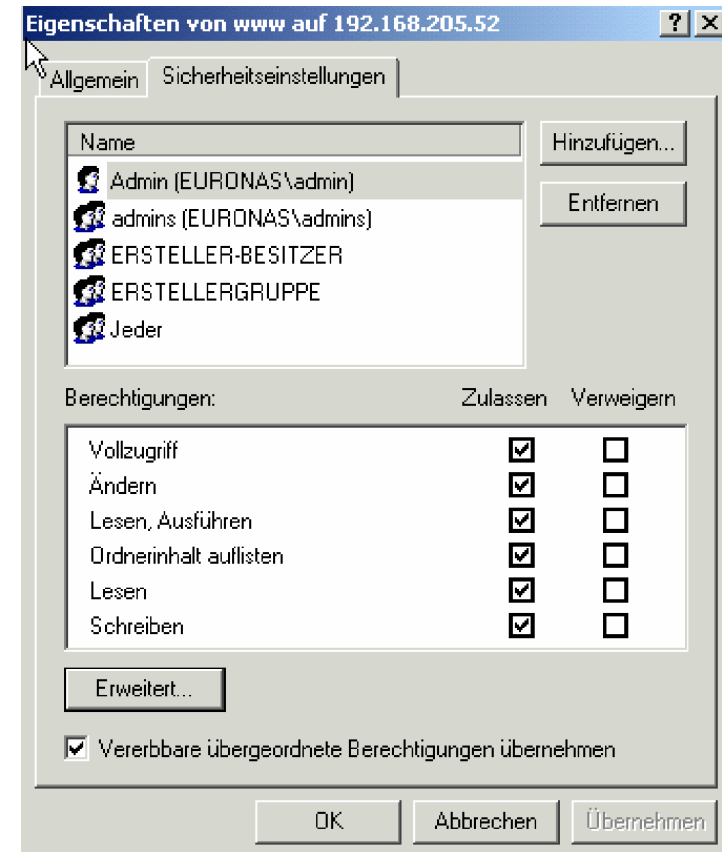 Eigenschaften von www auf 192.168.205.52
Allgemein Sicherheitseinstellungen
Name
Hinzufügen...
Admin (EURONAS\admin)
Entfernen
admins (EURONAS\admins)
ERSTELLER-BESITZER
ERSTELLERGRUPPE
Jeder
Berechtigungen: Zulassen Verweigern
Vollzugriff
Ändern
Lesen, Ausführen
Ordnerinhalt auflisten
Lesen
Schreiben
Erweitert...
Vererbbare übergeordnete Berechtigungen übernehmen
OK Abbrechen Übernehmen